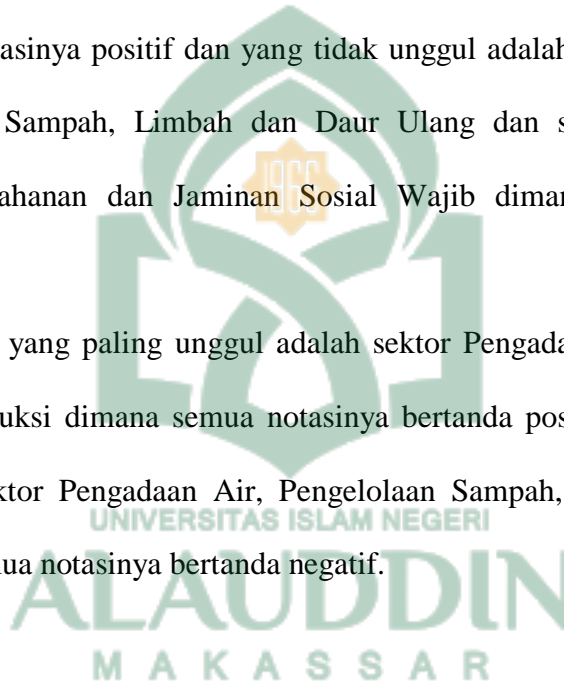 tasinya positif dan yang tidak unggul adalah
Sampah, Limbah dan Daur Ulang dan s
ahanan dan Jaminan Sosial Wajib diman
1965
yang paling unggul adalah sektor Pengada
uksi dimana semua notasinya bertanda pos
ktor Pengadaan Air, Pengelolaan Sampah,
UNIVERSITAS ISLAM NEGERI
ua notasinya bertanda negatif.
ALAUDDIN
MAKASSAR